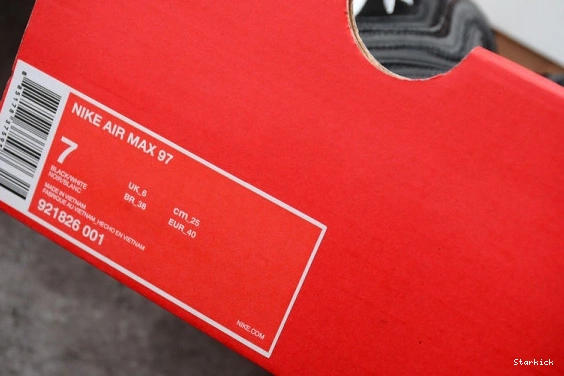 NIKE AIR MAX 97
7
BLACK/WHITE
NOIR/BLANC
UK_6
BR_38
cm_25
EUR_40
MADE IN VIETNAM
FABRIQUE AU VIETNAM, HECHO EN VIETNAM
921826 001
NIKE.COM
Starkick